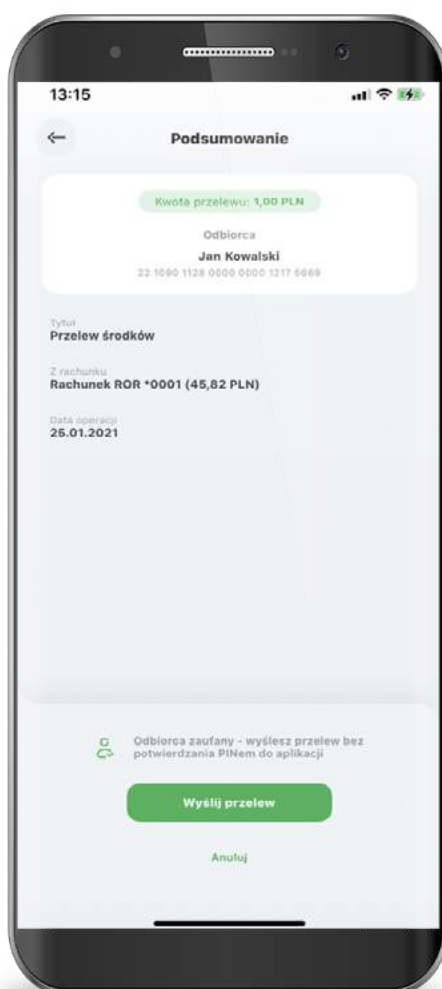 13:15
Podsumowanie
Kwota przelewu: 1,00 PLN
Odbiorca
Jan Kowalski
22 1090 1128 0000 0000 1217 5669
Tytuł
Przelew środków
Z rachunku
Rachunek ROR *0001 (45,82 PLN)
Data operacji
25.01.2021
Odbiorca zaufany - wyślesz przelew bez
potwierdzania PINem do aplikacji
Wyślij przelew
Anuluj